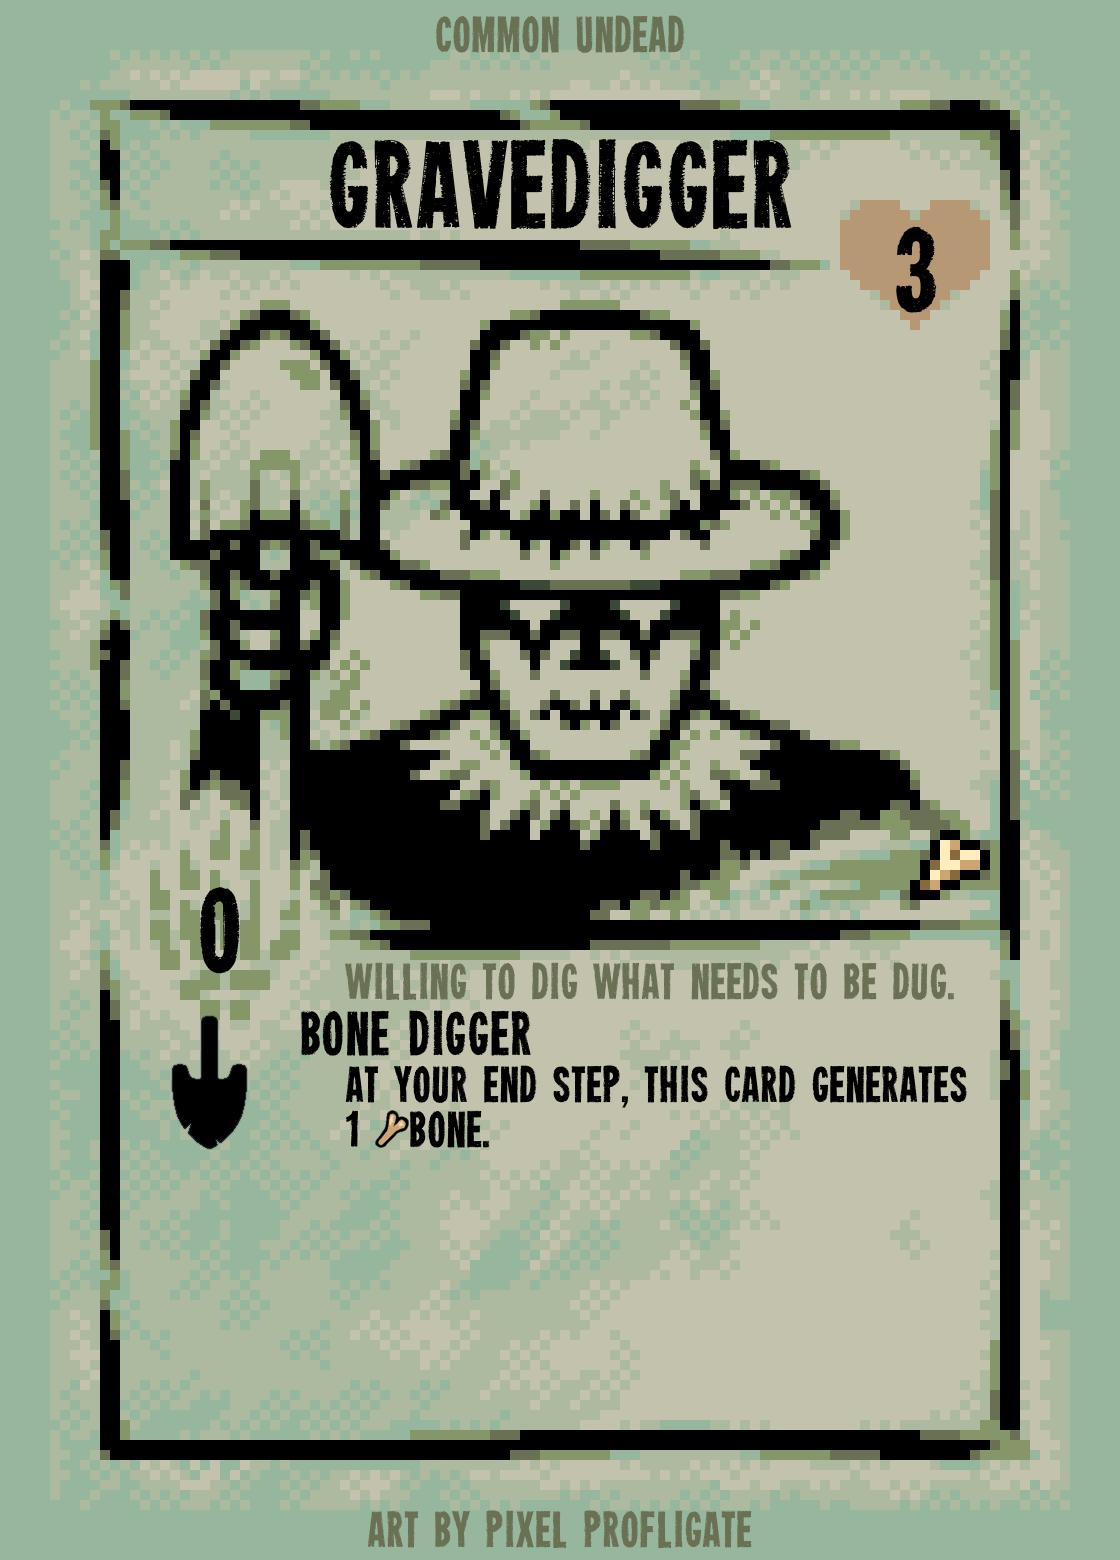 COMMON UNDEAD
GRAVEDIGGER
3
0
WILLING TO DIG WHAT NEEDS TO BE DUG.
BONE DIGGER
AT YOUR END STEP, THIS CARD GENERATES
1 BONE.
ART BY PIXEL PROFLIGATE